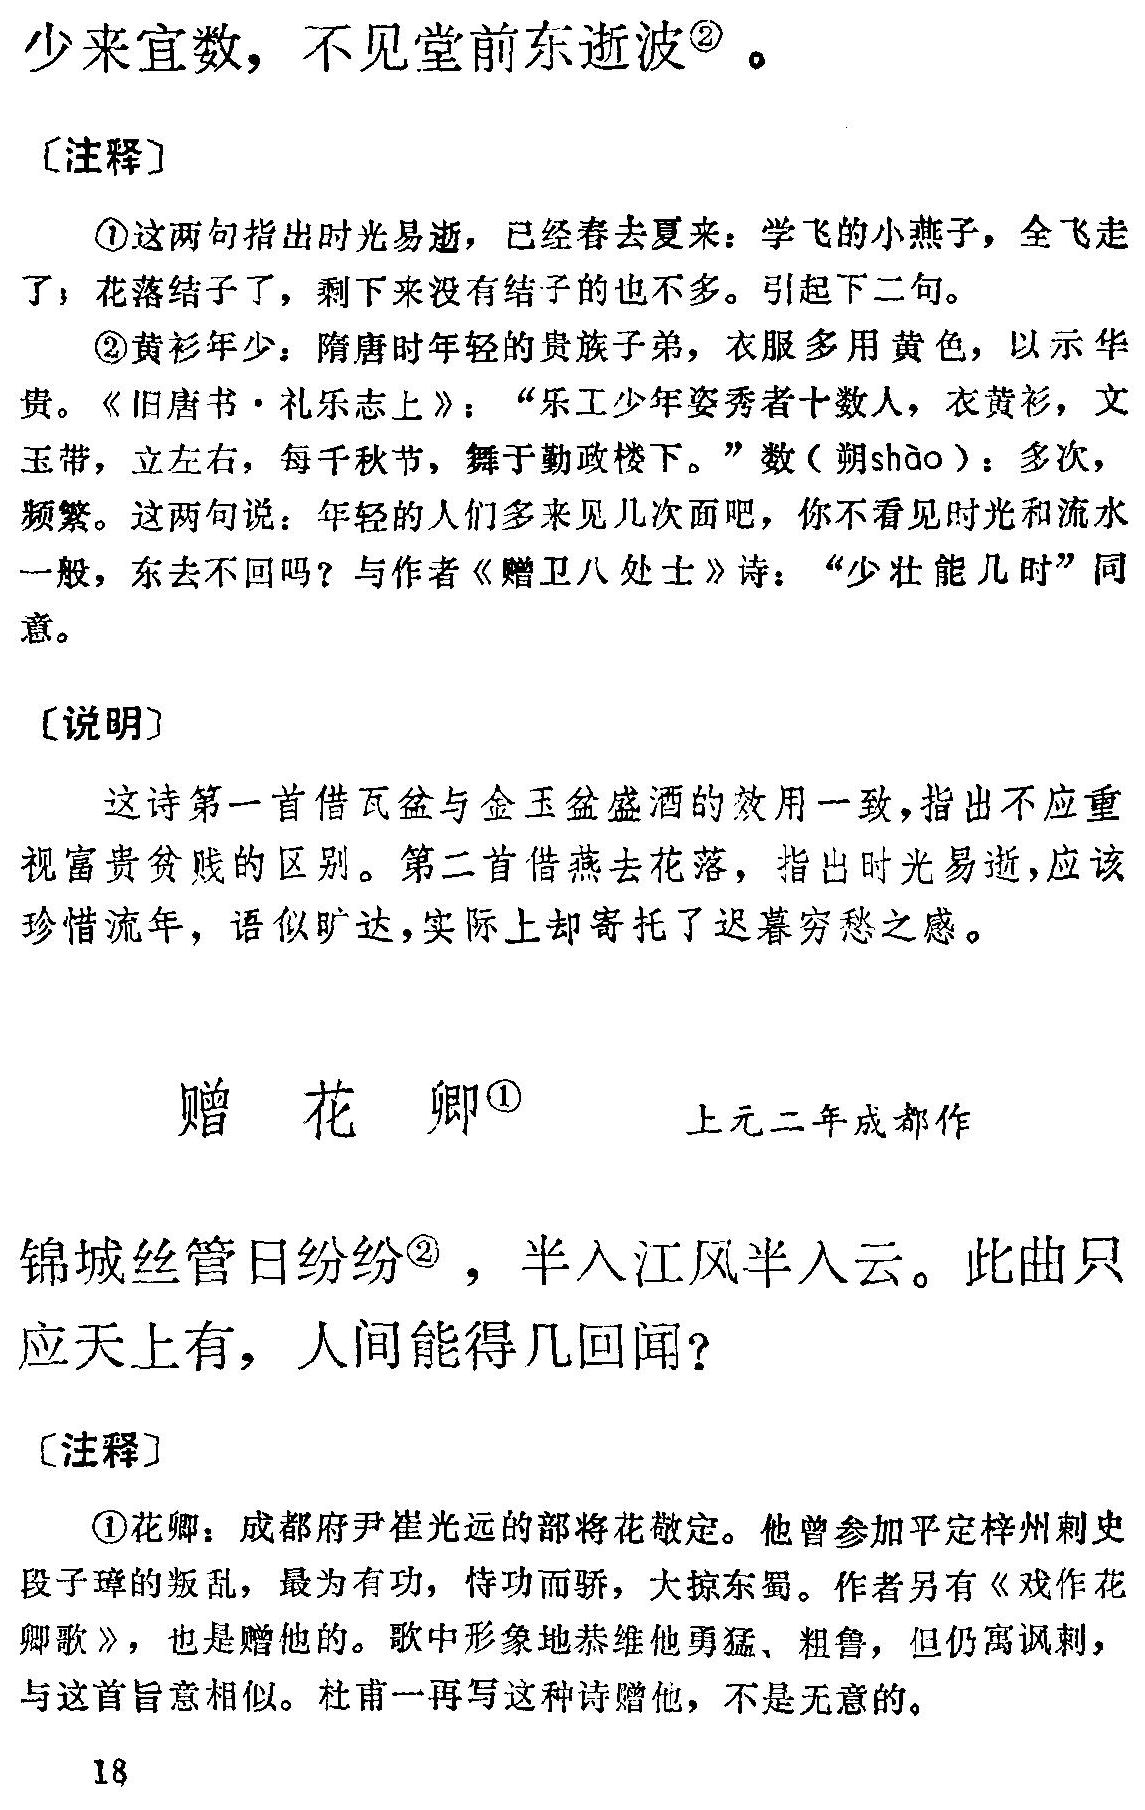 少来宜数，不见堂前东逝波②。
〔注释〕
①这两句指出时光易逝，已经春去夏来：学飞的小燕子，全飞走
了；花落结子了，剩下来没有结子的也不多。引起下二句。
②黄衫年少：隋唐时年轻的贵族子弟，衣服多用黄色，以示华
贵。《旧唐书·礼乐志上》：“乐工少年姿秀者十数人，衣黄衫，文
玉带，立左右，每千秋节，舞于勤政楼下。”数（朔shào）：多次，
频繁。这两句说：年轻的人们多来见几次面吧，你不看见时光和流水
一般，东去不回吗？与作者《赠卫八处士》诗：“少壮能几时”同
意。
〔说明〕
这诗第一首借瓦盆与金玉盆盛酒的效用一致，指出不应重
视富贵贫贱的区别。第二首借燕去花落，指出时光易逝，应该
珍惜流年，语似旷达，实际上却寄托了迟暮穷愁之感。
赠花卿① 上元二年成都作
锦城丝管日纷纷②，半入江风半入云。此曲只
应天上有，人间能得几回闻？
〔注释〕
①花卿：成都府尹崔光远的部将花敬定。他曾参加平定梓州刺史
段子璋的叛乱，最为有功，恃功而骄，大掠东蜀。作者另有《戏作花
卿歌》，也是赠他的。歌中形象地恭维他勇猛、粗鲁，但仍寓讽刺，
与这首旨意相似。杜甫一再写这种诗赠他，不是无意的。
18